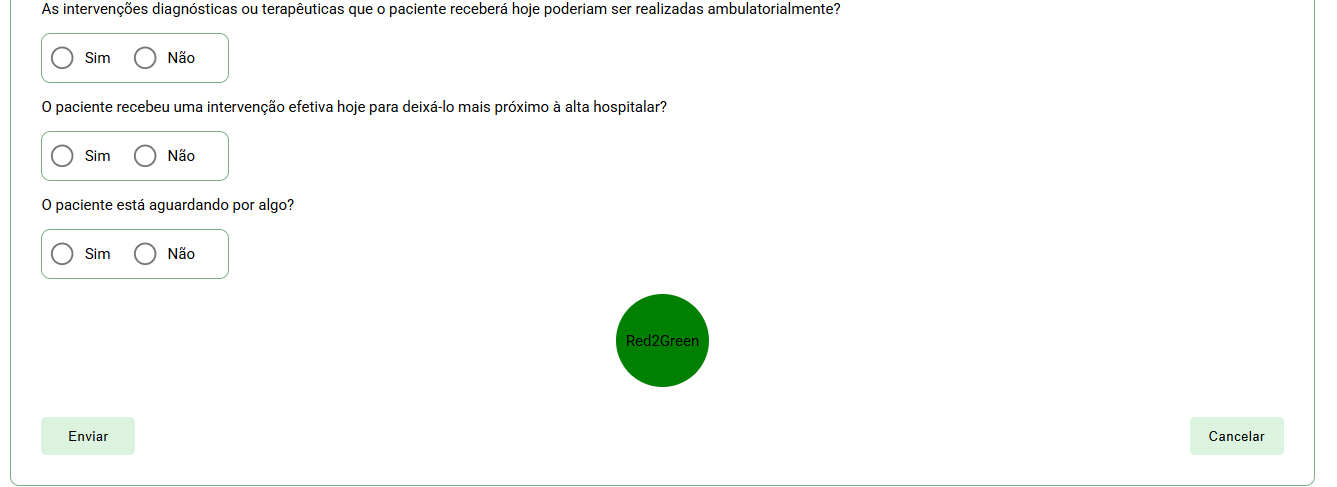 As intervenções diagnósticas ou terapêuticas que o paciente receberá hoje poderiam ser realizadas ambulatorialmente?
Sim Não
O paciente recebeu uma intervenção efetiva hoje para deixá-lo mais próximo à alta hospitalar?
Sim Não
O paciente está aguardando por algo?
Sim Não
Red2Green
Enviar Cancelar